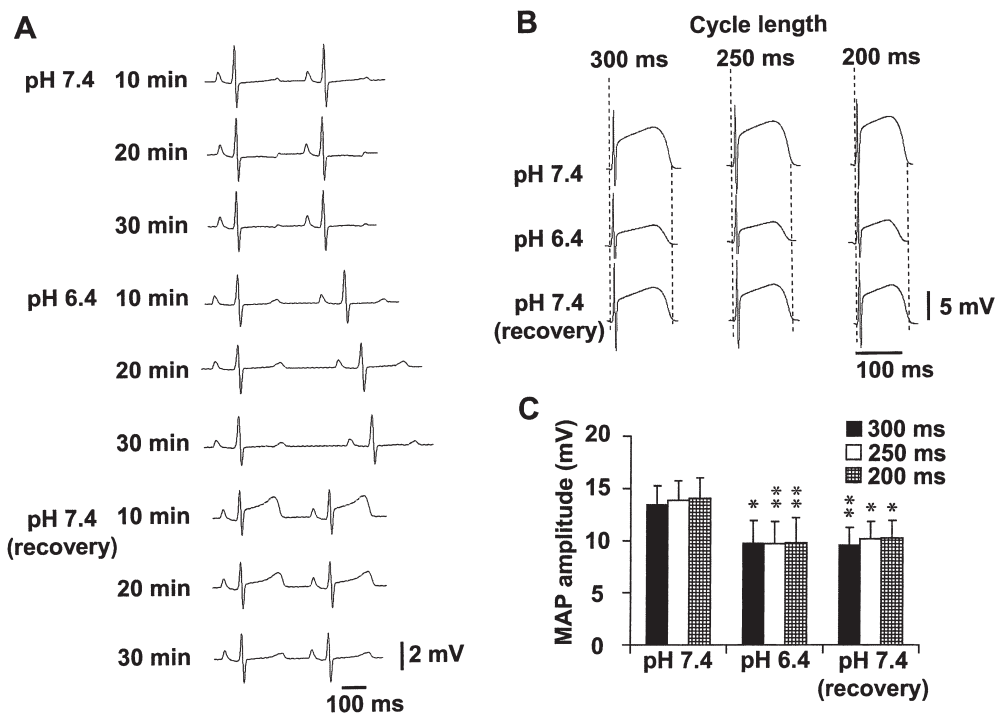 A
pH 7.4 10 min
20 min
30 min
pH 6.4 10 min
20 min
30 min
pH 7.4
(recovery)
10 min
20 min
30 min
2 mV
100 ms
B
Cycle length
300 ms 250 ms 200 ms
pH 7.4
pH 6.4
pH 7.4
(recovery)
5 mV
100 ms
C
MAP amplitude (mV)
20
15
10
5
0
300 ms
250 ms
200 ms
* ** ** ** * *
pH 7.4 pH 6.4 pH 7.4
(recovery)